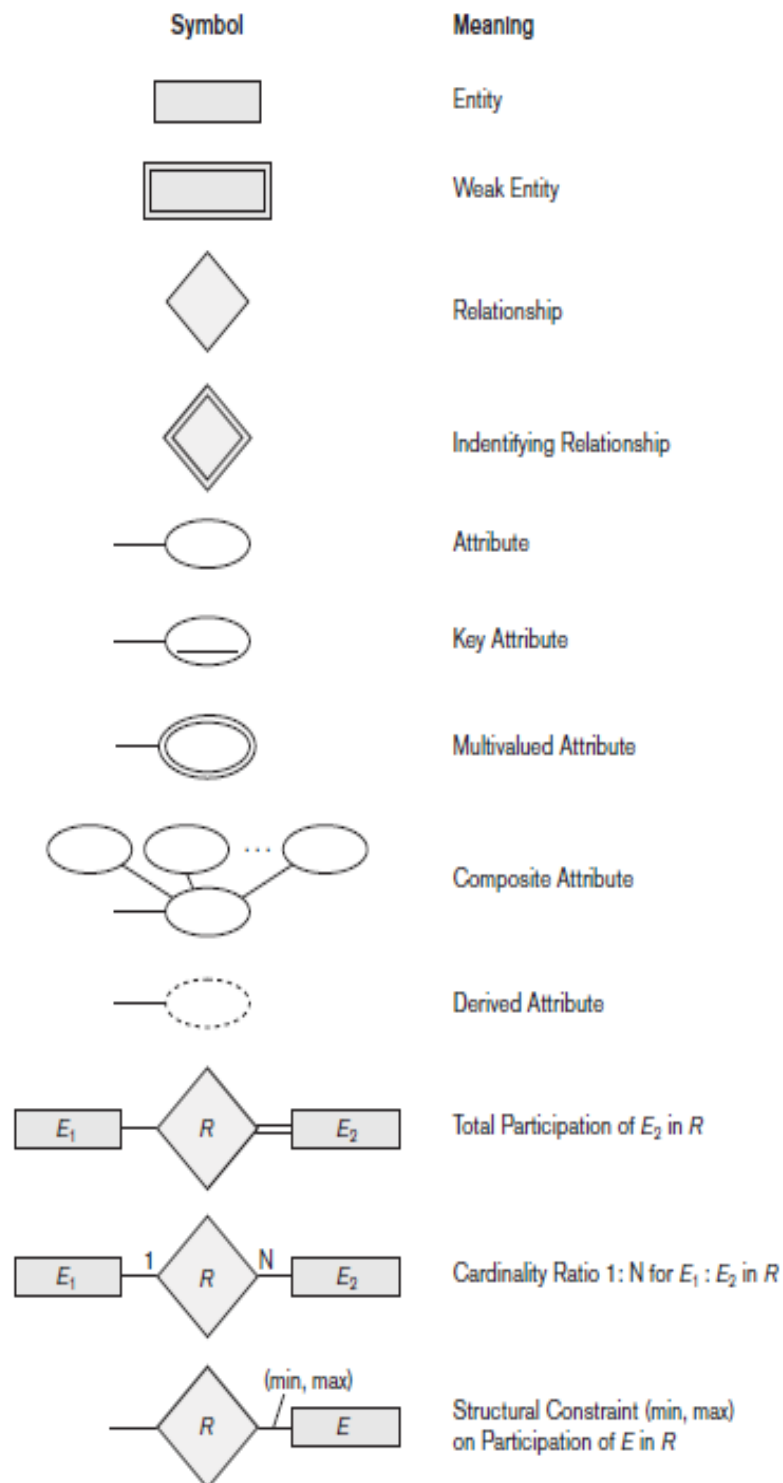 Symbol Meaning
Entity
Weak Entity
Relationship
Indentifying Relationship
Attribute
Key Attribute
Multivalued Attribute
. . .
Composite Attribute
Derived Attribute
E1 R E2 Total Participation of E2 in R
E1 1 R N E2 Cardinality Ratio 1: N for E1 : E2 in R
(min, max)
R E Structural Constraint (min, max)
on Participation of E in R